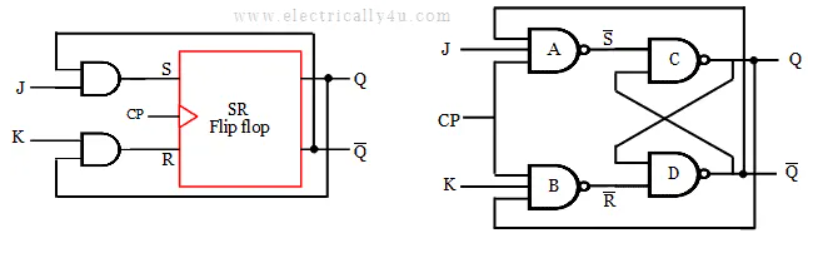 www.electrically4u.com
J
K
CP
S
R
SR
Flip flop
Q
Q̅
J
CP
K
A
B
S̅
R̅
C
D
Q
Q̅